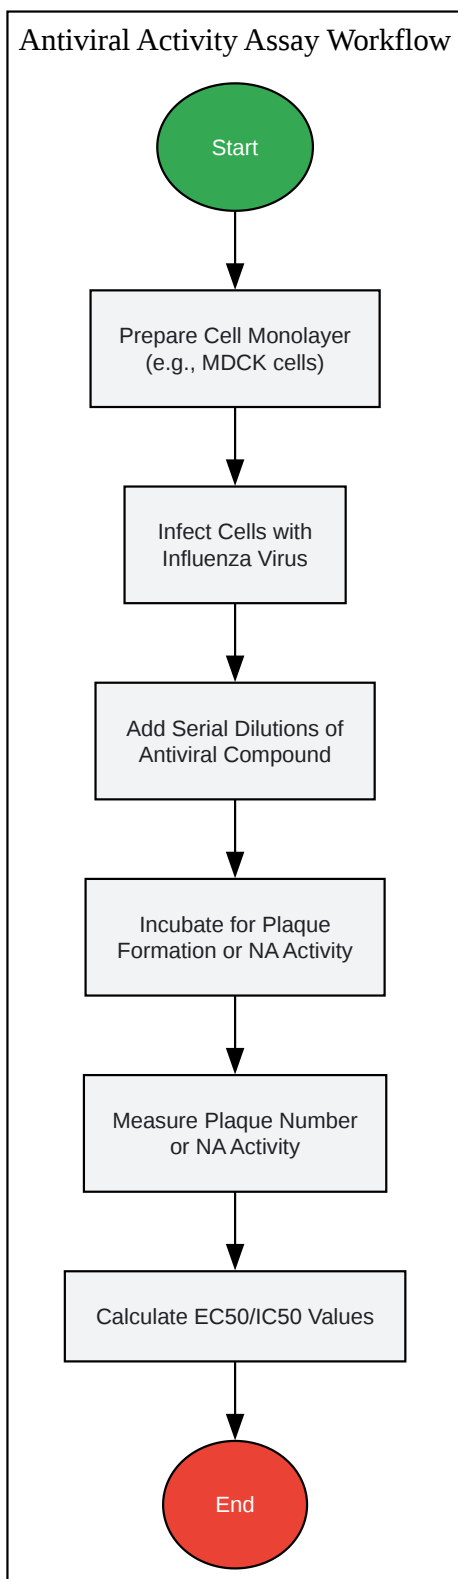 Antiviral Activity Assay Workflow
Start
Prepare Cell Monolayer
(e.g., MDCK cells)
Infect Cells with
Influenza Virus
Add Serial Dilutions of
Antiviral Compound
Incubate for Plaque
Formation or NA Activity
Measure Plaque Number
or NA Activity
Calculate EC50/IC50 Values
End